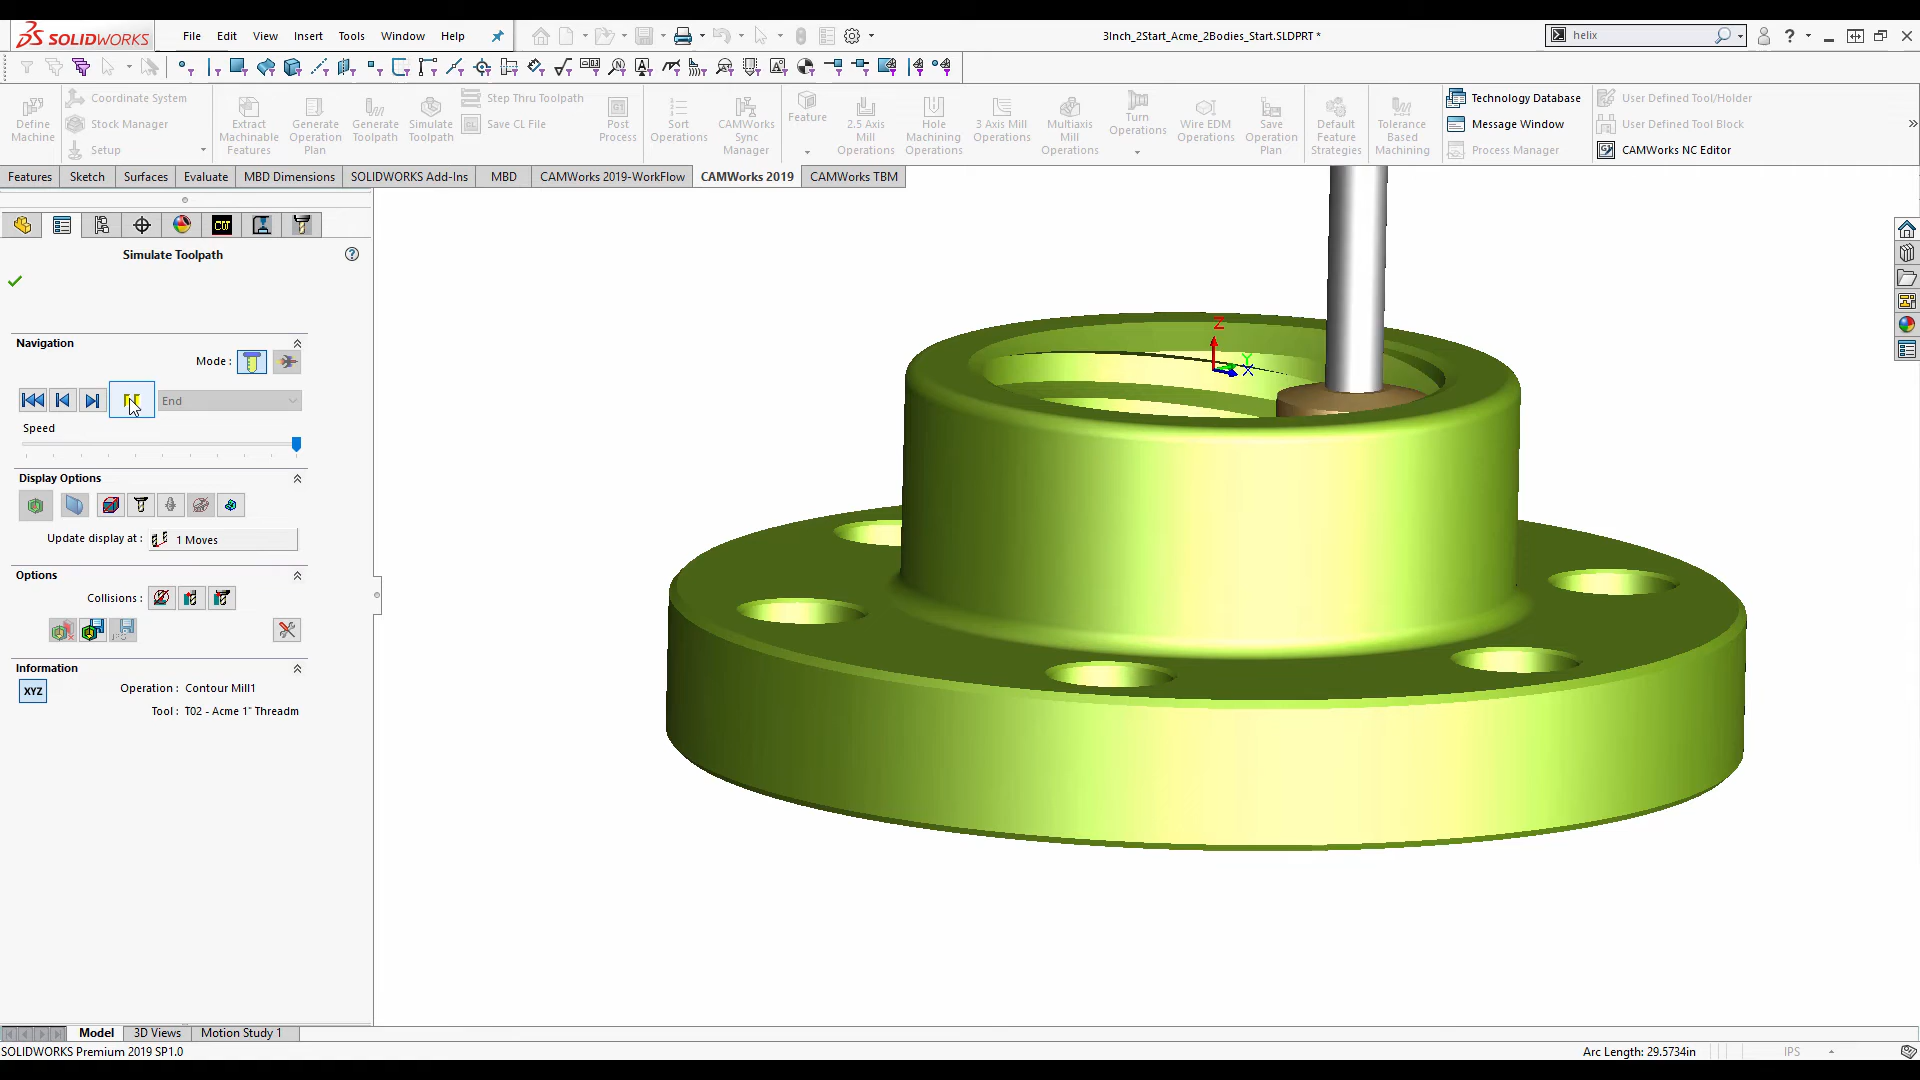 SOLIDWORKS
File Edit View Insert Tools Window Help
3Inch_2Start_Acme_2Bodies_Start.SLDPRT *
helix
Define Machine
Coordinate System
Stock Manager
Setup
Extract Machinable Features
Generate Operation Plan
Generate Toolpath
Simulate Toolpath
Step Thru Toolpath
Save CL File
Post Process
Sort Operations
CAMWorks Sync Manager
Feature
2.5 Axis Mill Operations
Hole Machining Operations
3 Axis Mill Operations
Multiaxis Mill Operations
Turn Operations
Wire EDM Operations
Save Operation Plan
Default Feature Strategies
Tolerance Based Machining
Technology Database
Message Window
Process Manager
User Defined Tool/Holder
User Defined Tool Block
CAMWorks NC Editor
Features Sketch Surfaces Evaluate MBD Dimensions SOLIDWORKS Add-Ins MBD CAMWorks 2019-WorkFlow CAMWorks 2019 CAMWorks TBM
Simulate Toolpath
Navigation
Mode :
End
Speed
Display Options
Update display at : 1 Moves
Options
Collisions :
Information
XYZ
Operation : Contour Mill1
Tool : T02 - Acme 1" Threadm
Z
Y
X
Model 3D Views Motion Study 1
SOLIDWORKS Premium 2019 SP1.0
Arc Length: 29.5734in
IPS